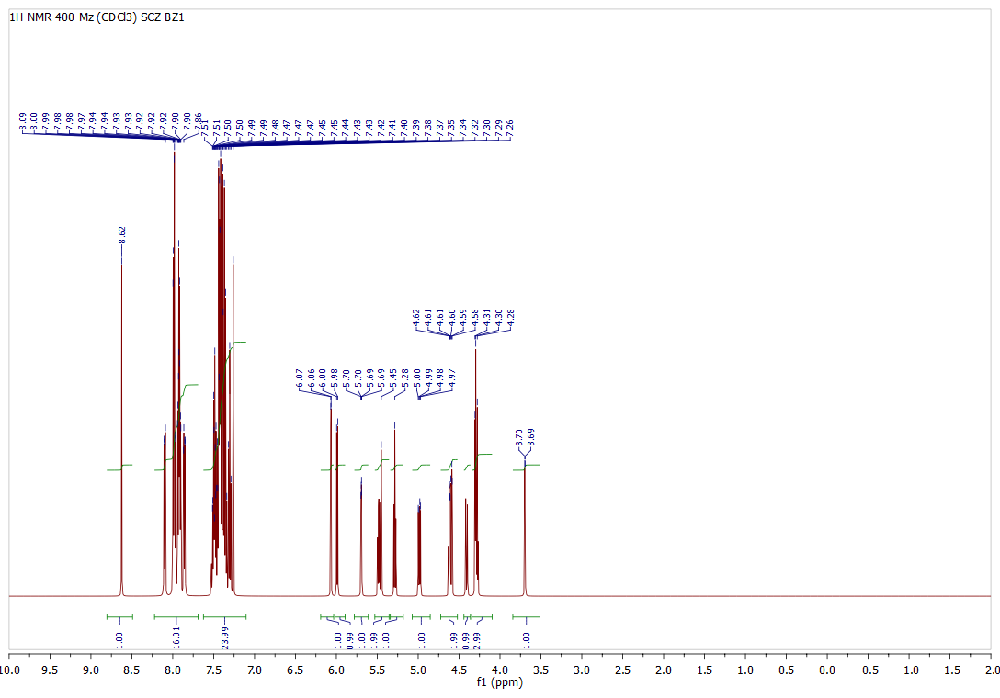 1H NMR 400 Mz (CDCl3) SCZ BZ1
8.09 8.00 7.99 7.98 7.98 7.97 7.94 7.94 7.93 7.93 7.92 7.92 7.92 7.90 7.90 7.86 7.51 7.51 7.50 7.50 7.49 7.49 7.48 7.47 7.47 7.47 7.45 7.45 7.44 7.43 7.43 7.42 7.41 7.40 7.39 7.38 7.37 7.35 7.34 7.32 7.30 7.29 7.26
8.62
4.62 4.61 4.61 4.60 4.59 4.58 4.31 4.30 4.28
6.07 6.06 6.00 5.98 5.70 5.70 5.69 5.69 5.45 5.28 5.00 4.99 4.98 4.97
3.70 3.69
1.00 16.01 23.99 1.00 0.99 1.00 1.99 1.00 1.00 1.99 0.99 2.99 1.00
10.0 9.5 9.0 8.5 8.0 7.5 7.0 6.5 6.0 5.5 5.0 4.5 4.0 3.5 3.0 2.5 2.0 1.5 1.0 0.5 0.0 -0.5 -1.0 -1.5 -2.0
f1 (ppm)